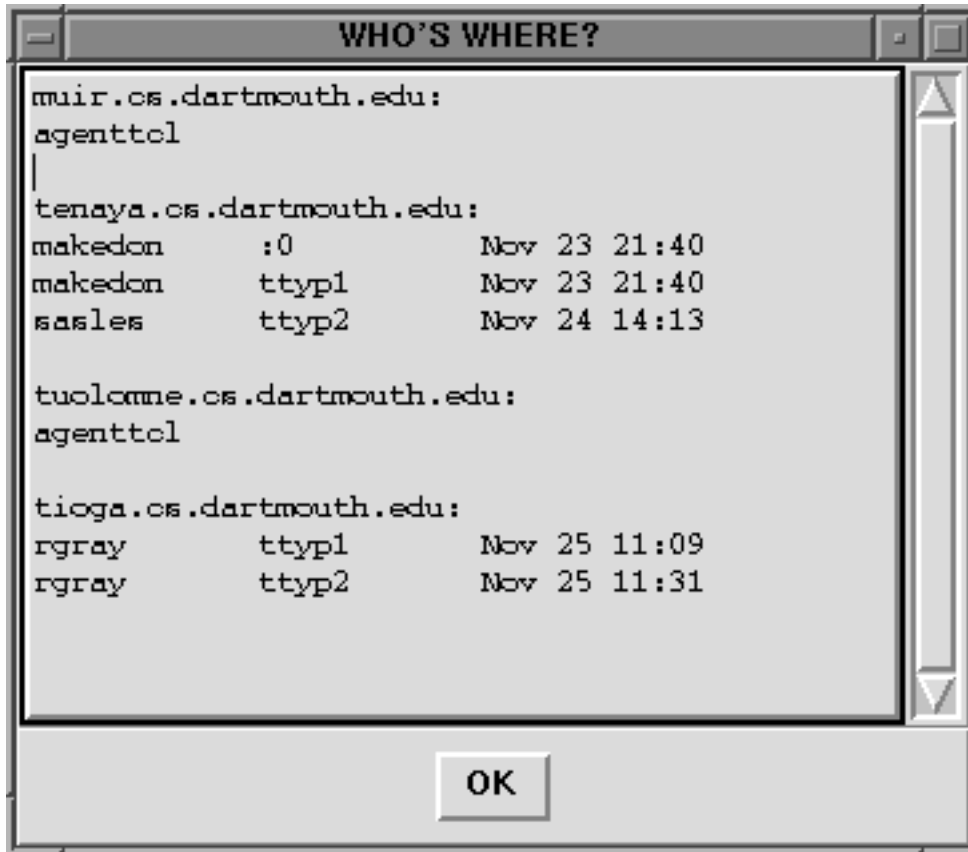 WHO'S WHERE?
muir.cs.dartmouth.edu:
agenttcl
tenaya.cs.dartmouth.edu:
makedon :0 Nov 23 21:40
makedon ttyp1 Nov 23 21:40
sasles ttyp2 Nov 24 14:13
tuolomne.cs.dartmouth.edu:
agenttcl
tioga.cs.dartmouth.edu:
rgray ttyp1 Nov 25 11:09
rgray ttyp2 Nov 25 11:31
OK